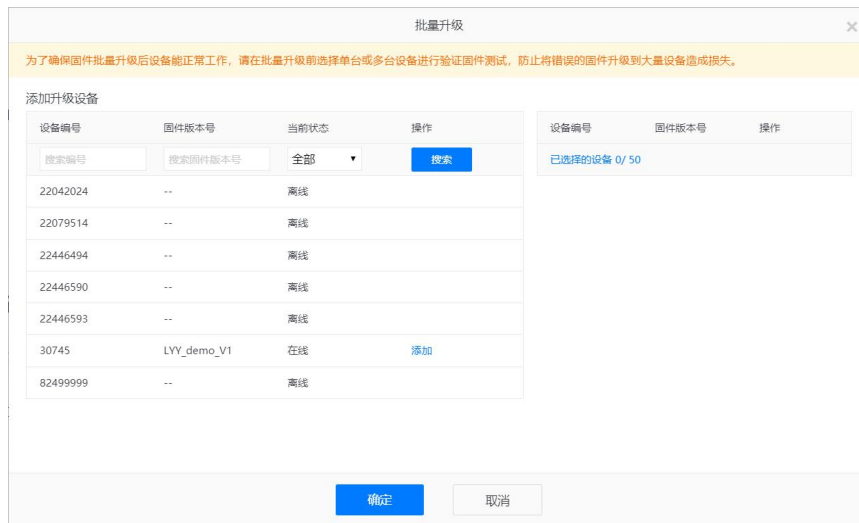 批量升级
×
为了确保固件批量升级后设备能正常工作，请在批量升级前选择单台或多台设备进行验证固件测试，防止将错误的固件升级到大量设备造成损失。
添加升级设备
设备编号 固件版本号 当前状态 操作
搜索编号 搜索固件版本号 全部 搜索
22042024 -- 离线
22079514 -- 离线
22446494 -- 离线
22446590 -- 离线
22446593 -- 离线
30745 LYY_demo_V1 在线 添加
82499999 -- 离线
设备编号 固件版本号 操作
已选择的设备 0/ 50
确定 取消